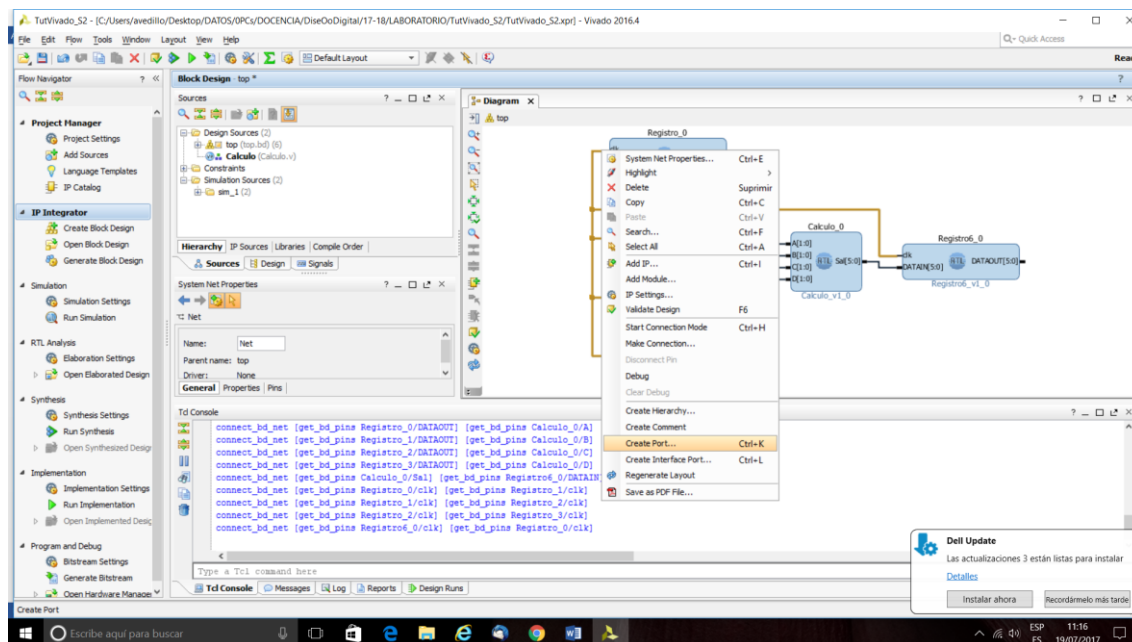 TutVivado_S2 - [C:/Users/avedillo/Desktop/DATOS/0PCs/DOCENCIA/DiseOoDigital/17-18/LABORATORIO/TutVivado_S2/TutVivado_S2.xpr] - Vivado 2016.4
File Edit Flow Tools Window Layout View Help
Quick Access
Default Layout
Flow Navigator
Project Manager
Project Settings
Add Sources
Language Templates
IP Catalog
IP Integrator
Create Block Design
Open Block Design
Generate Block Design
Simulation
Simulation Settings
Run Simulation
RTL Analysis
Elaboration Settings
Open Elaborated Design
Synthesis
Synthesis Settings
Run Synthesis
Implementation
Implementation Settings
Run Implementation
Program and Debug
Bitstream Settings
Generate Bitstream
Create Port
Block Design - top *
Sources
Design Sources (2)
top (top.bd) (6)
Calculo (Calculo.v)
Constraints
Simulation Sources (2)
sim_1 (2)
Hierarchy IP Sources Libraries Compile Order
Sources Design Signals
System Net Properties
Net
Name: Net
Parent name: top
Driver: None
General Properties Pins
Diagram X
top
Registro_0
Calculo_0
A[1:0]
B[1:0]
C[1:0]
D[1:0]
RTL
Sal[5:0]
Calculo_v1_0
Registro6_0
clk
DATAIN[5:0]
RTL
DATAOUT[5:0]
Registro6_v1_0
System Net Properties... Ctrl+E
Highlight
Delete Suprimir
Copy Ctrl+C
Paste Ctrl+V
Search... Ctrl+F
Select All Ctrl+A
Add IP... Ctrl+I
Add Module...
IP Settings...
Validate Design F6
Start Connection Mode Ctrl+H
Make Connection...
Disconnect Pin
Debug
Clear Debug
Create Hierarchy...
Create Comment
Create Port... Ctrl+K
Create Interface Port... Ctrl+L
Regenerate Layout
Save as PDF File...
Tcl Console
connect_bd_net [get_bd_pins Registro_0/DATAOUT] [get_bd_pins Calculo_0/A]
connect_bd_net [get_bd_pins Registro_1/DATAOUT] [get_bd_pins Calculo_0/B]
connect_bd_net [get_bd_pins Registro_2/DATAOUT] [get_bd_pins Calculo_0/C]
connect_bd_net [get_bd_pins Registro_3/DATAOUT] [get_bd_pins Calculo_0/D]
connect_bd_net [get_bd_pins Calculo_0/Sal] [get_bd_pins Registro6_0/DATAIN]
connect_bd_net [get_bd_pins Registro_0/clk] [get_bd_pins Registro_1/clk]
connect_bd_net [get_bd_pins Registro_1/clk] [get_bd_pins Registro_2/clk]
connect_bd_net [get_bd_pins Registro_2/clk] [get_bd_pins Registro_3/clk]
connect_bd_net [get_bd_pins Registro6_0/clk] [get_bd_pins Registro_0/clk]
Type a Tcl command here
Tcl Console Messages Log Reports Design Runs
Dell Update
Las actualizaciones 3 están listas para instalar
Detalles
Instalar ahora Recordármelo más tarde
Escribe aquí para buscar
ESP 11:16
ES 19/07/2017